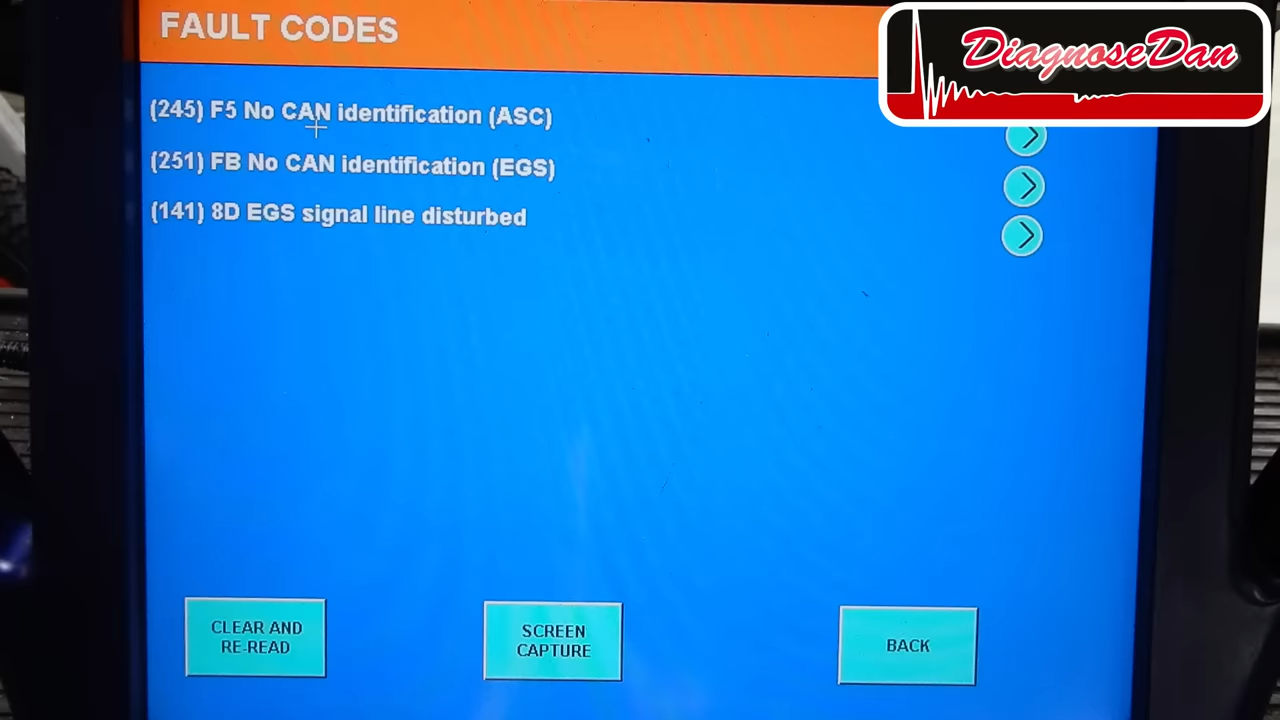 FAULT CODES
DiagnoseDan
(245) F5 No CAN identification (ASC)
(251) FB No CAN identification (EGS)
(141) 8D EGS signal line disturbed
CLEAR AND
RE-READ
SCREEN
CAPTURE
BACK